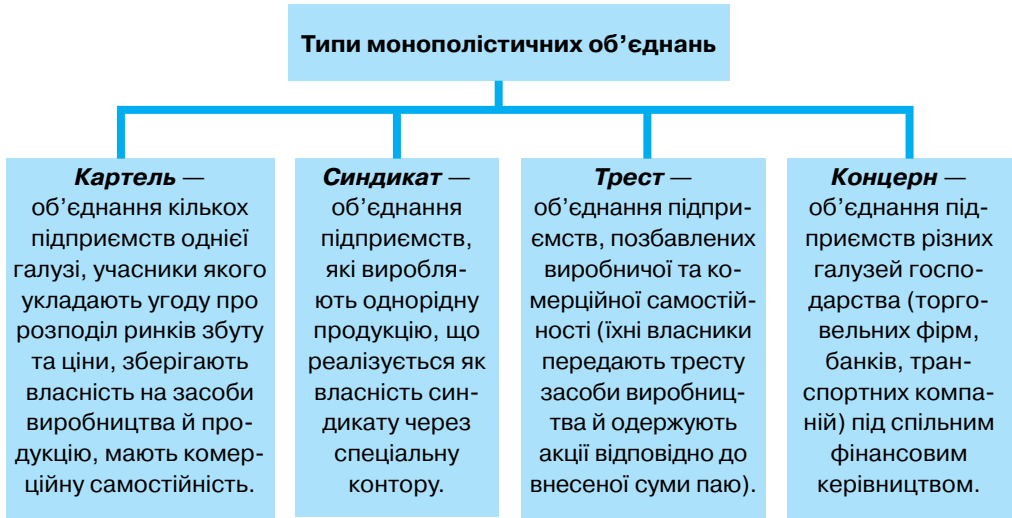 Типи монополістичних об’єднань
Картель —
об’єднання кількох
підприємств однієї
галузі, учасники якого
укладають угоду про
розподіл ринків збуту
та ціни, зберігають
власність на засоби
виробництва й про-
дукцію, мають комер-
ційну самостійність.
Синдикат —
об’єднання
підприємств,
які виробля-
ють однорідну
продукцію, що
реалізується як
власність син-
дикату через
спеціальну
контору.
Трест —
об’єднання підпри-
ємств, позбавлених
виробничої та ко-
мерційної самостій-
ності (їхні власники
передають тресту
засоби виробниц-
тва й одержують
акції відповідно до
внесеної суми паю).
Концерн —
об’єднання під-
приємств різних
галузей госпо-
дарства (торго-
вельних фірм,
банків, тран-
спортних компа-
ній) під спільним
фінансовим
керівництвом.